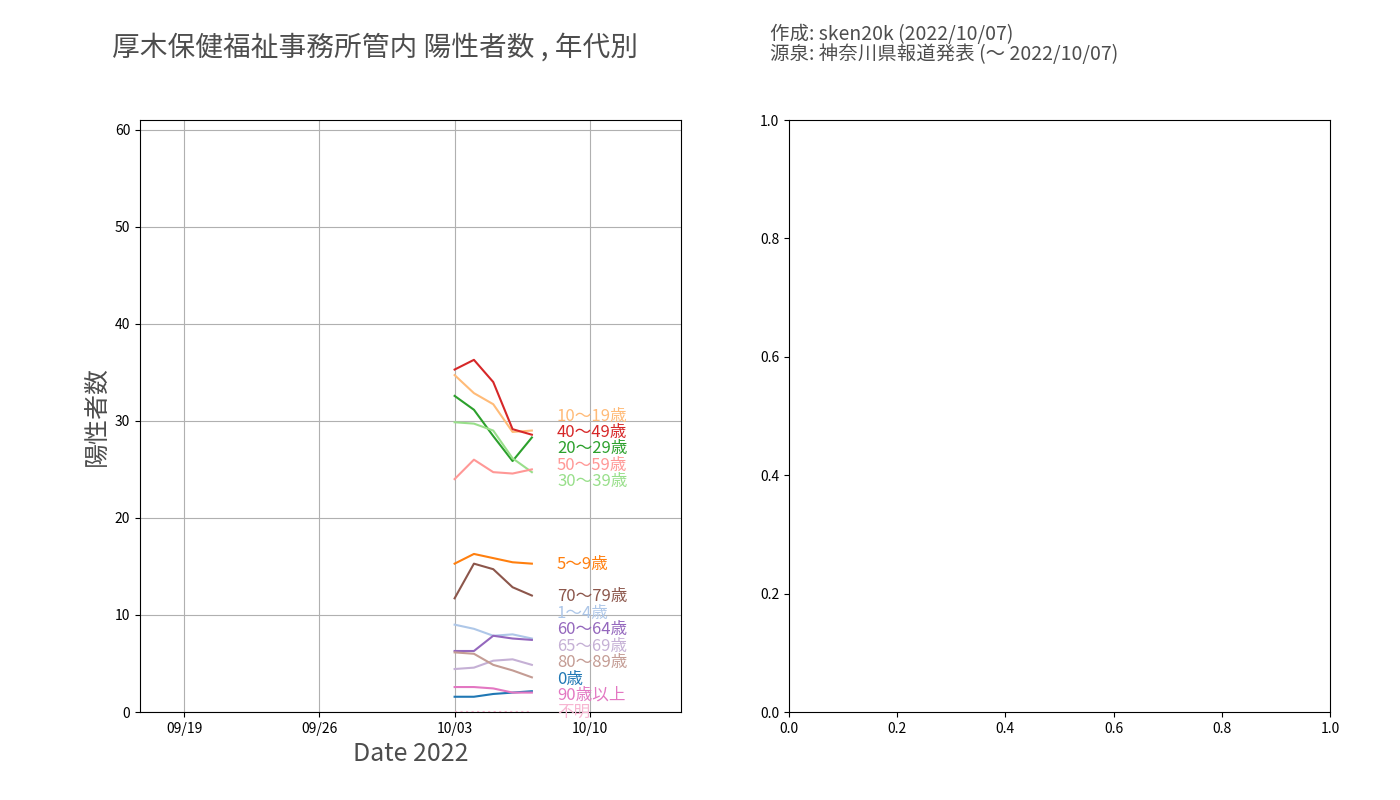 厚木保健福祉事務所管内 陽性者数 , 年代別
作成: sken20k (2022/10/07)
源泉: 神奈川県報道発表 (～ 2022/10/07)
陽性者数
60
50
40
30
20
10
0
10～19歳
40～49歳
20～29歳
50～59歳
30～39歳
5～9歳
70～79歳
1～4歳
60～64歳
65～69歳
80～89歳
0歳
90歳以上
不明
09/19
09/26
10/03
10/10
Date 2022
1.0
0.8
0.6
0.4
0.2
0.0
0.0
0.2
0.4
0.6
0.8
1.0